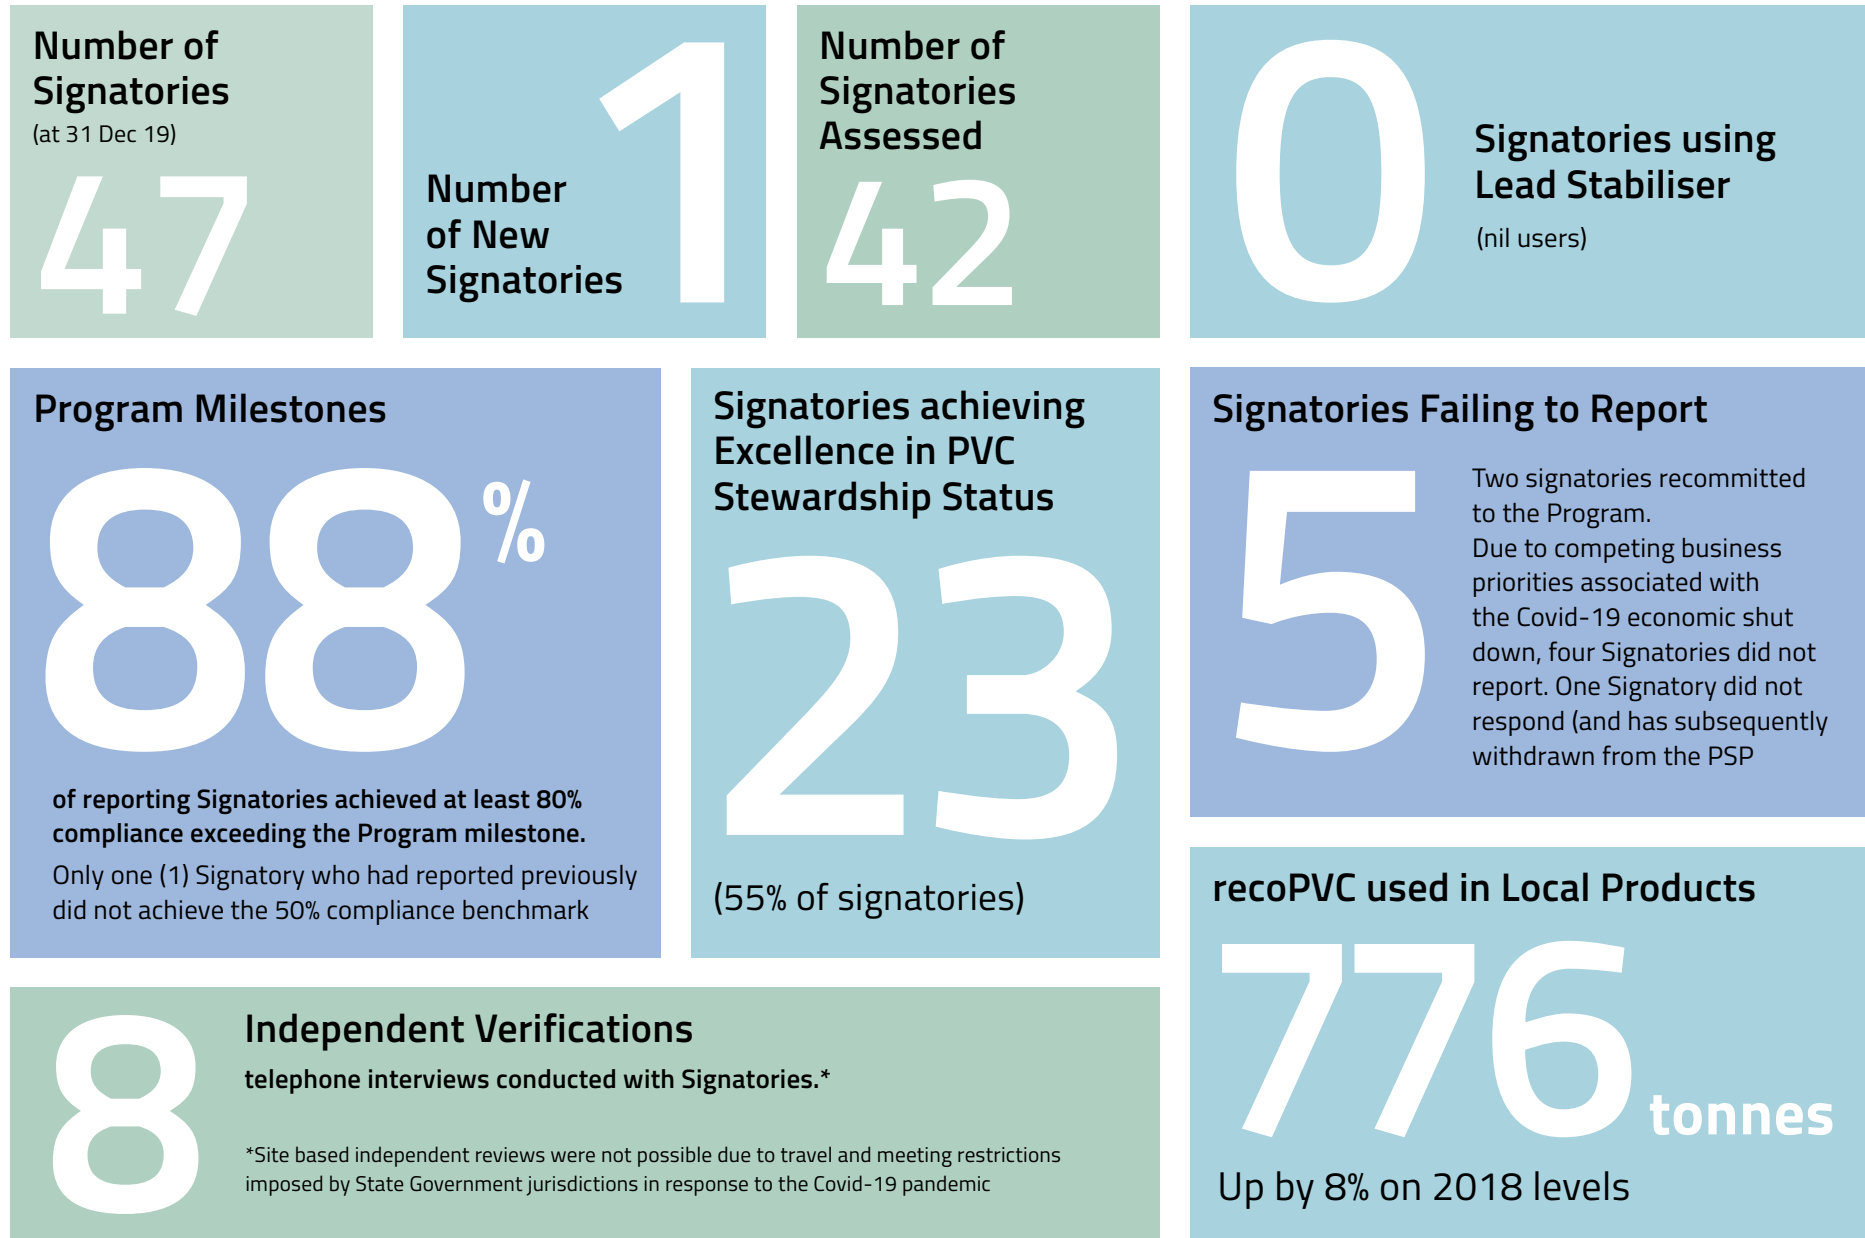 Number of
Signatories
(at 31 Dec 19)
47
1
Number
of New
Signatories
Number of
Signatories
Assessed
42
0
Signatories using
Lead Stabiliser
(nil users)
Program Milestones
88%
of reporting Signatories achieved at least 80%
compliance exceeding the Program milestone.
Only one (1) Signatory who had reported previously
did not achieve the 50% compliance benchmark
Signatories achieving
Excellence in PVC
Stewardship Status
23
(55% of signatories)
Signatories Failing to Report
5
Two signatories recommitted
to the Program.
Due to competing business
priorities associated with
the Covid-19 economic shut
down, four Signatories did not
report. One Signatory did not
respond (and has subsequently
withdrawn from the PSP
8
Independent Verifications
telephone interviews conducted with Signatories.*
*Site based independent reviews were not possible due to travel and meeting restrictions
imposed by State Government jurisdictions in response to the Covid-19 pandemic
recoPVC used in Local Products
776 tonnes
Up by 8% on 2018 levels